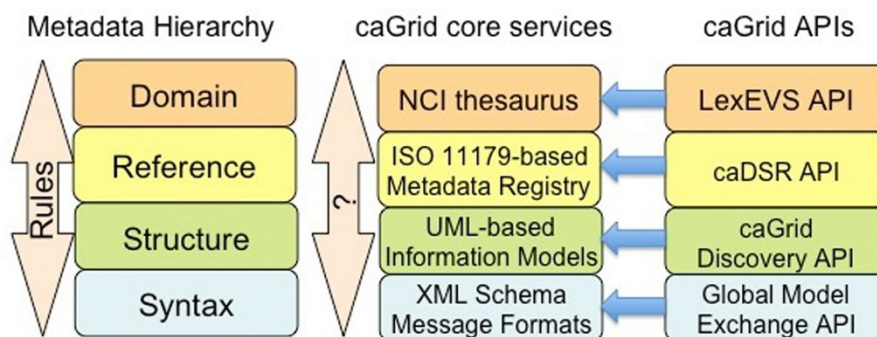 Metadata Hierarchy
caGrid core services
caGrid APIs
Rules
Domain
Reference
Structure
Syntax
?
NCI thesaurus
ISO 11179-based
Metadata Registry
UML-based
Information Models
XML Schema
Message Formats
LexEVS API
caDSR API
caGrid
Discovery API
Global Model
Exchange API